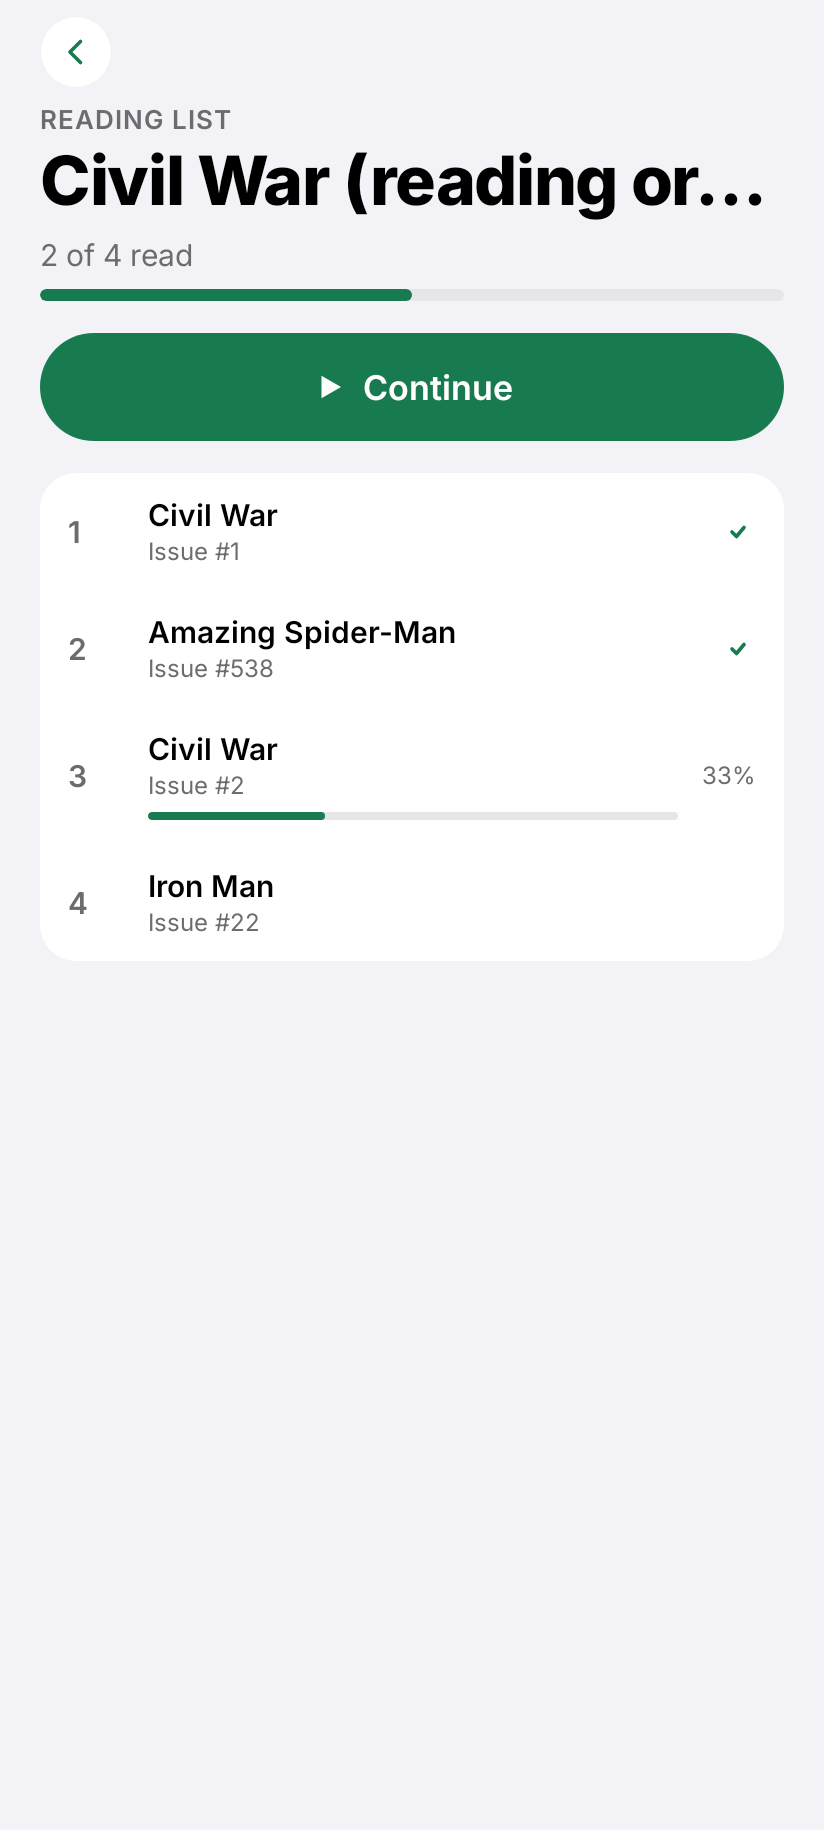 READING LIST
Civil War (reading or...
2 of 4 read
Continue
1
Civil War
Issue #1
2
Amazing Spider-Man
Issue #538
3
Civil War
Issue #2
33%
4
Iron Man
Issue #22